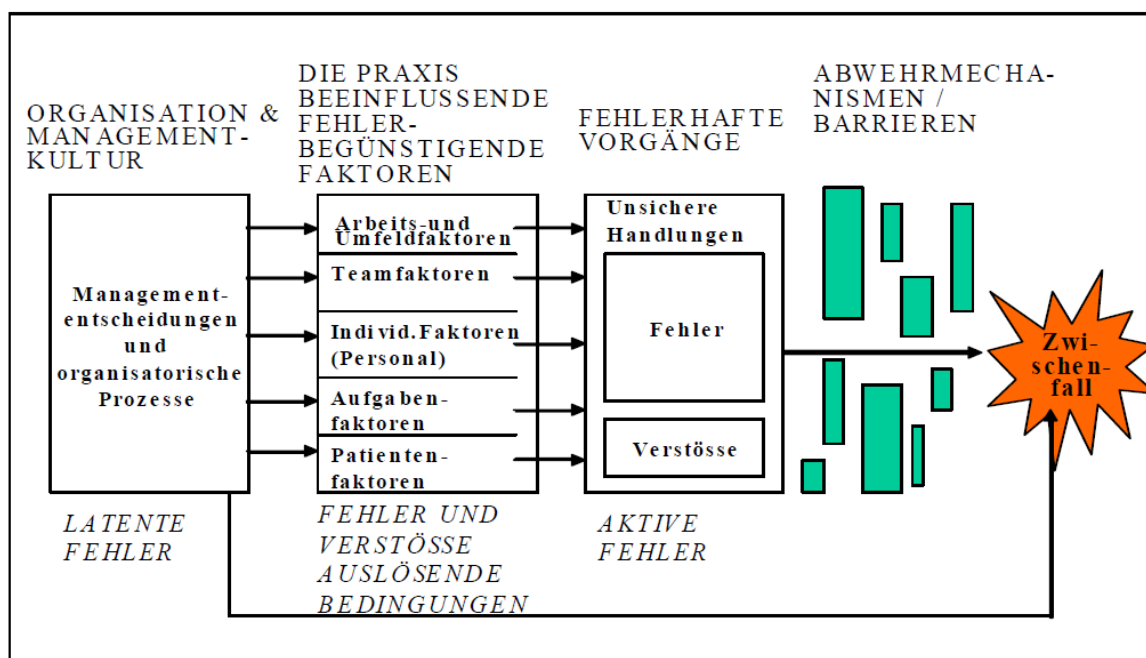 ORGANISATION &
MANAGEMENT-
KULTUR
DIE PRAXIS
BEEINFLUSSENDE
FEHLER-
BEGÜNSTIGENDE
FAKTOREN
FEHLERHAFTE
VORGÄNGE
ABWEHRMECHA-
NISMEN /
BARRIEREN
Management-
entscheidungen
und
organisatorische
Prozesse
Arbeits-und
Umfeldfaktoren
Teamfaktoren
Individ.Faktoren
(Personal)
Aufgaben-
faktoren
Patienten-
faktoren
Unsichere
Handlungen
Fehler
Verstösse
Zwi-
schen-
fall
LATENTE
FEHLER
FEHLER UND
VERSTÖSSE
AUSLÖSENDE
BEDINGUNGEN
AKTIVE
FEHLER